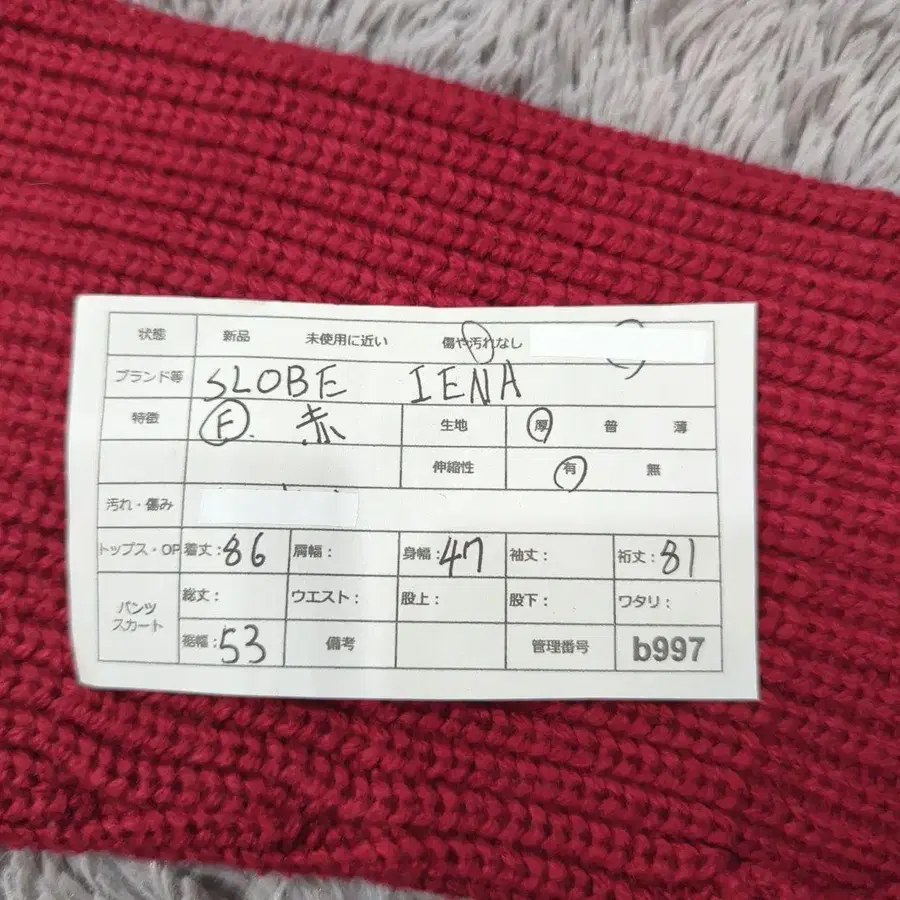 状態 新品 未使用に近い 傷や汚れなし
ブランド等 SLOBE IENA
特徴 F. 赤 生地 厚 普 薄
伸縮性 有 無
汚れ・傷み
トップス・OP 着丈:86 肩幅: 身幅:47 袖丈: 裄丈:81
パンツ スカート 総丈: ウエスト: 股上: 股下: ワタリ:
裾幅:53 備考 管理番号 b997